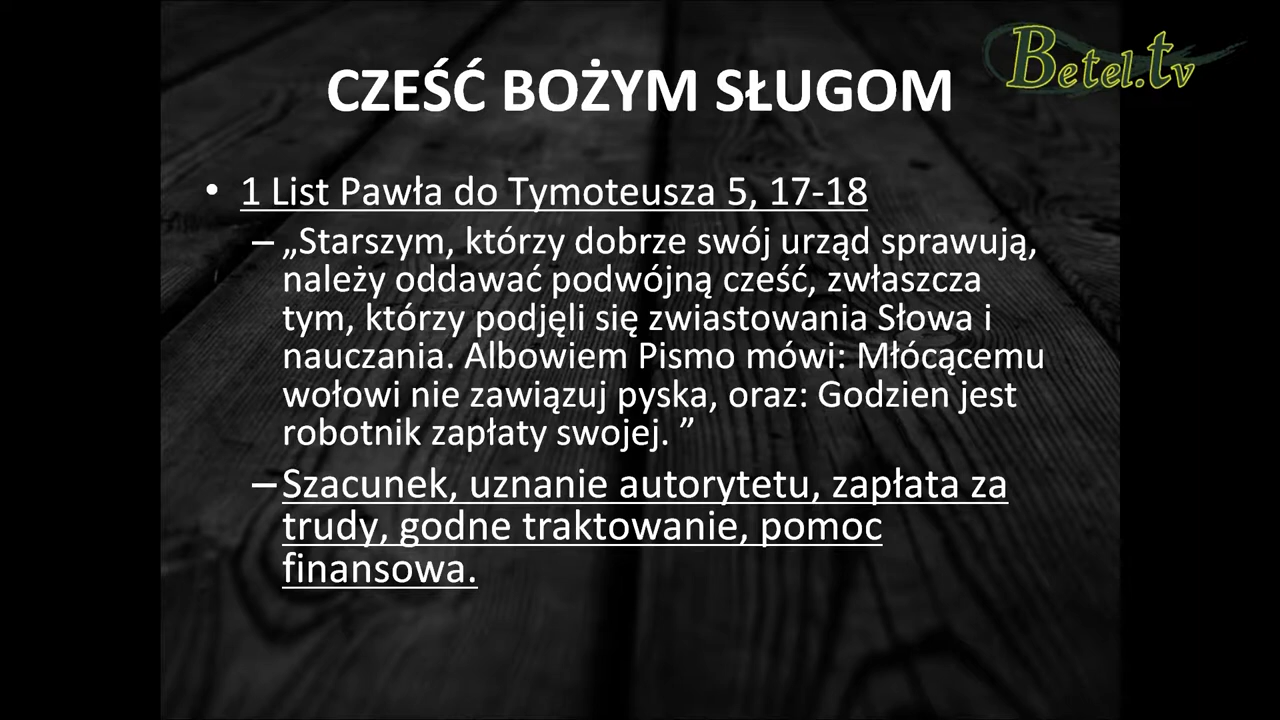 Betel.tv
CZEŚĆ BOŻYM SŁUGOM
• 1 List Pawła do Tymoteusza 5, 17-18
– „Starszym, którzy dobrze swój urząd sprawują,
należy oddawać podwójną cześć, zwłaszcza
tym, którzy podjęli się zwiastowania Słowa i
nauczania. Albowiem Pismo mówi: Młócącemu
wołowi nie zawiązuj pyska, oraz: Godzien jest
robotnik zapłaty swojej. ”
– Szacunek, uznanie autorytetu, zapłata za
trudy, godne traktowanie, pomoc
finansowa.